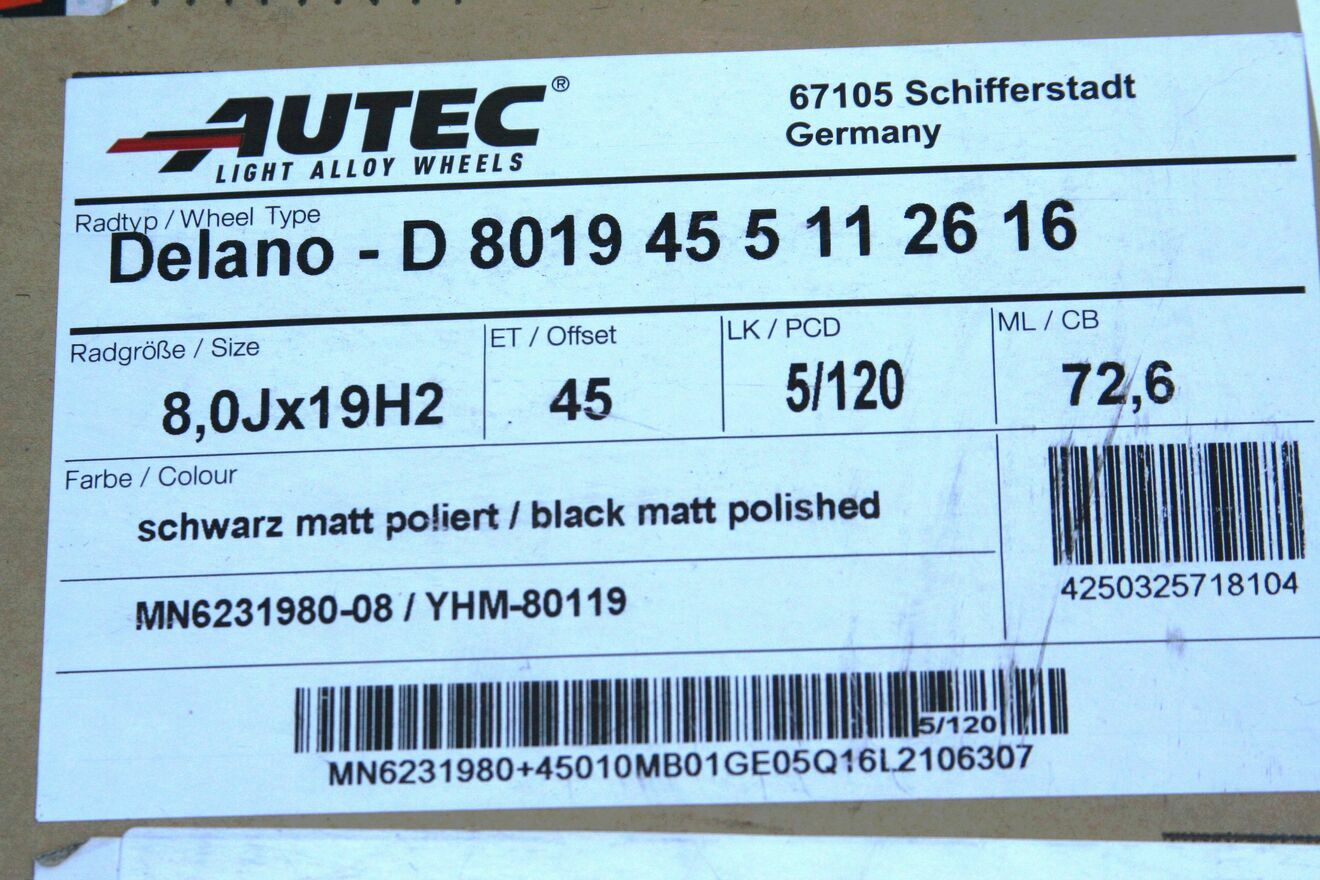 AUTEC®
LIGHT ALLOY WHEELS
67105 Schifferstadt
Germany
Radtyp / Wheel Type
Delano - D 8019 45 5 11 26 16
Radgröße / Size
8,0Jx19H2
ET / Offset
45
LK / PCD
5/120
ML / CB
72,6
Farbe / Colour
schwarz matt poliert / black matt polished
4250325718104
MN6231980-08 / YHM-80119
5/120
MN6231980+45010MB01GE05Q16L2106307